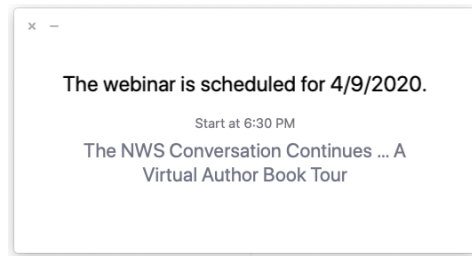 The webinar is scheduled for 4/9/2020.
Start at 6:30 PM
The NWS Conversation Continues ... A
Virtual Author Book Tour